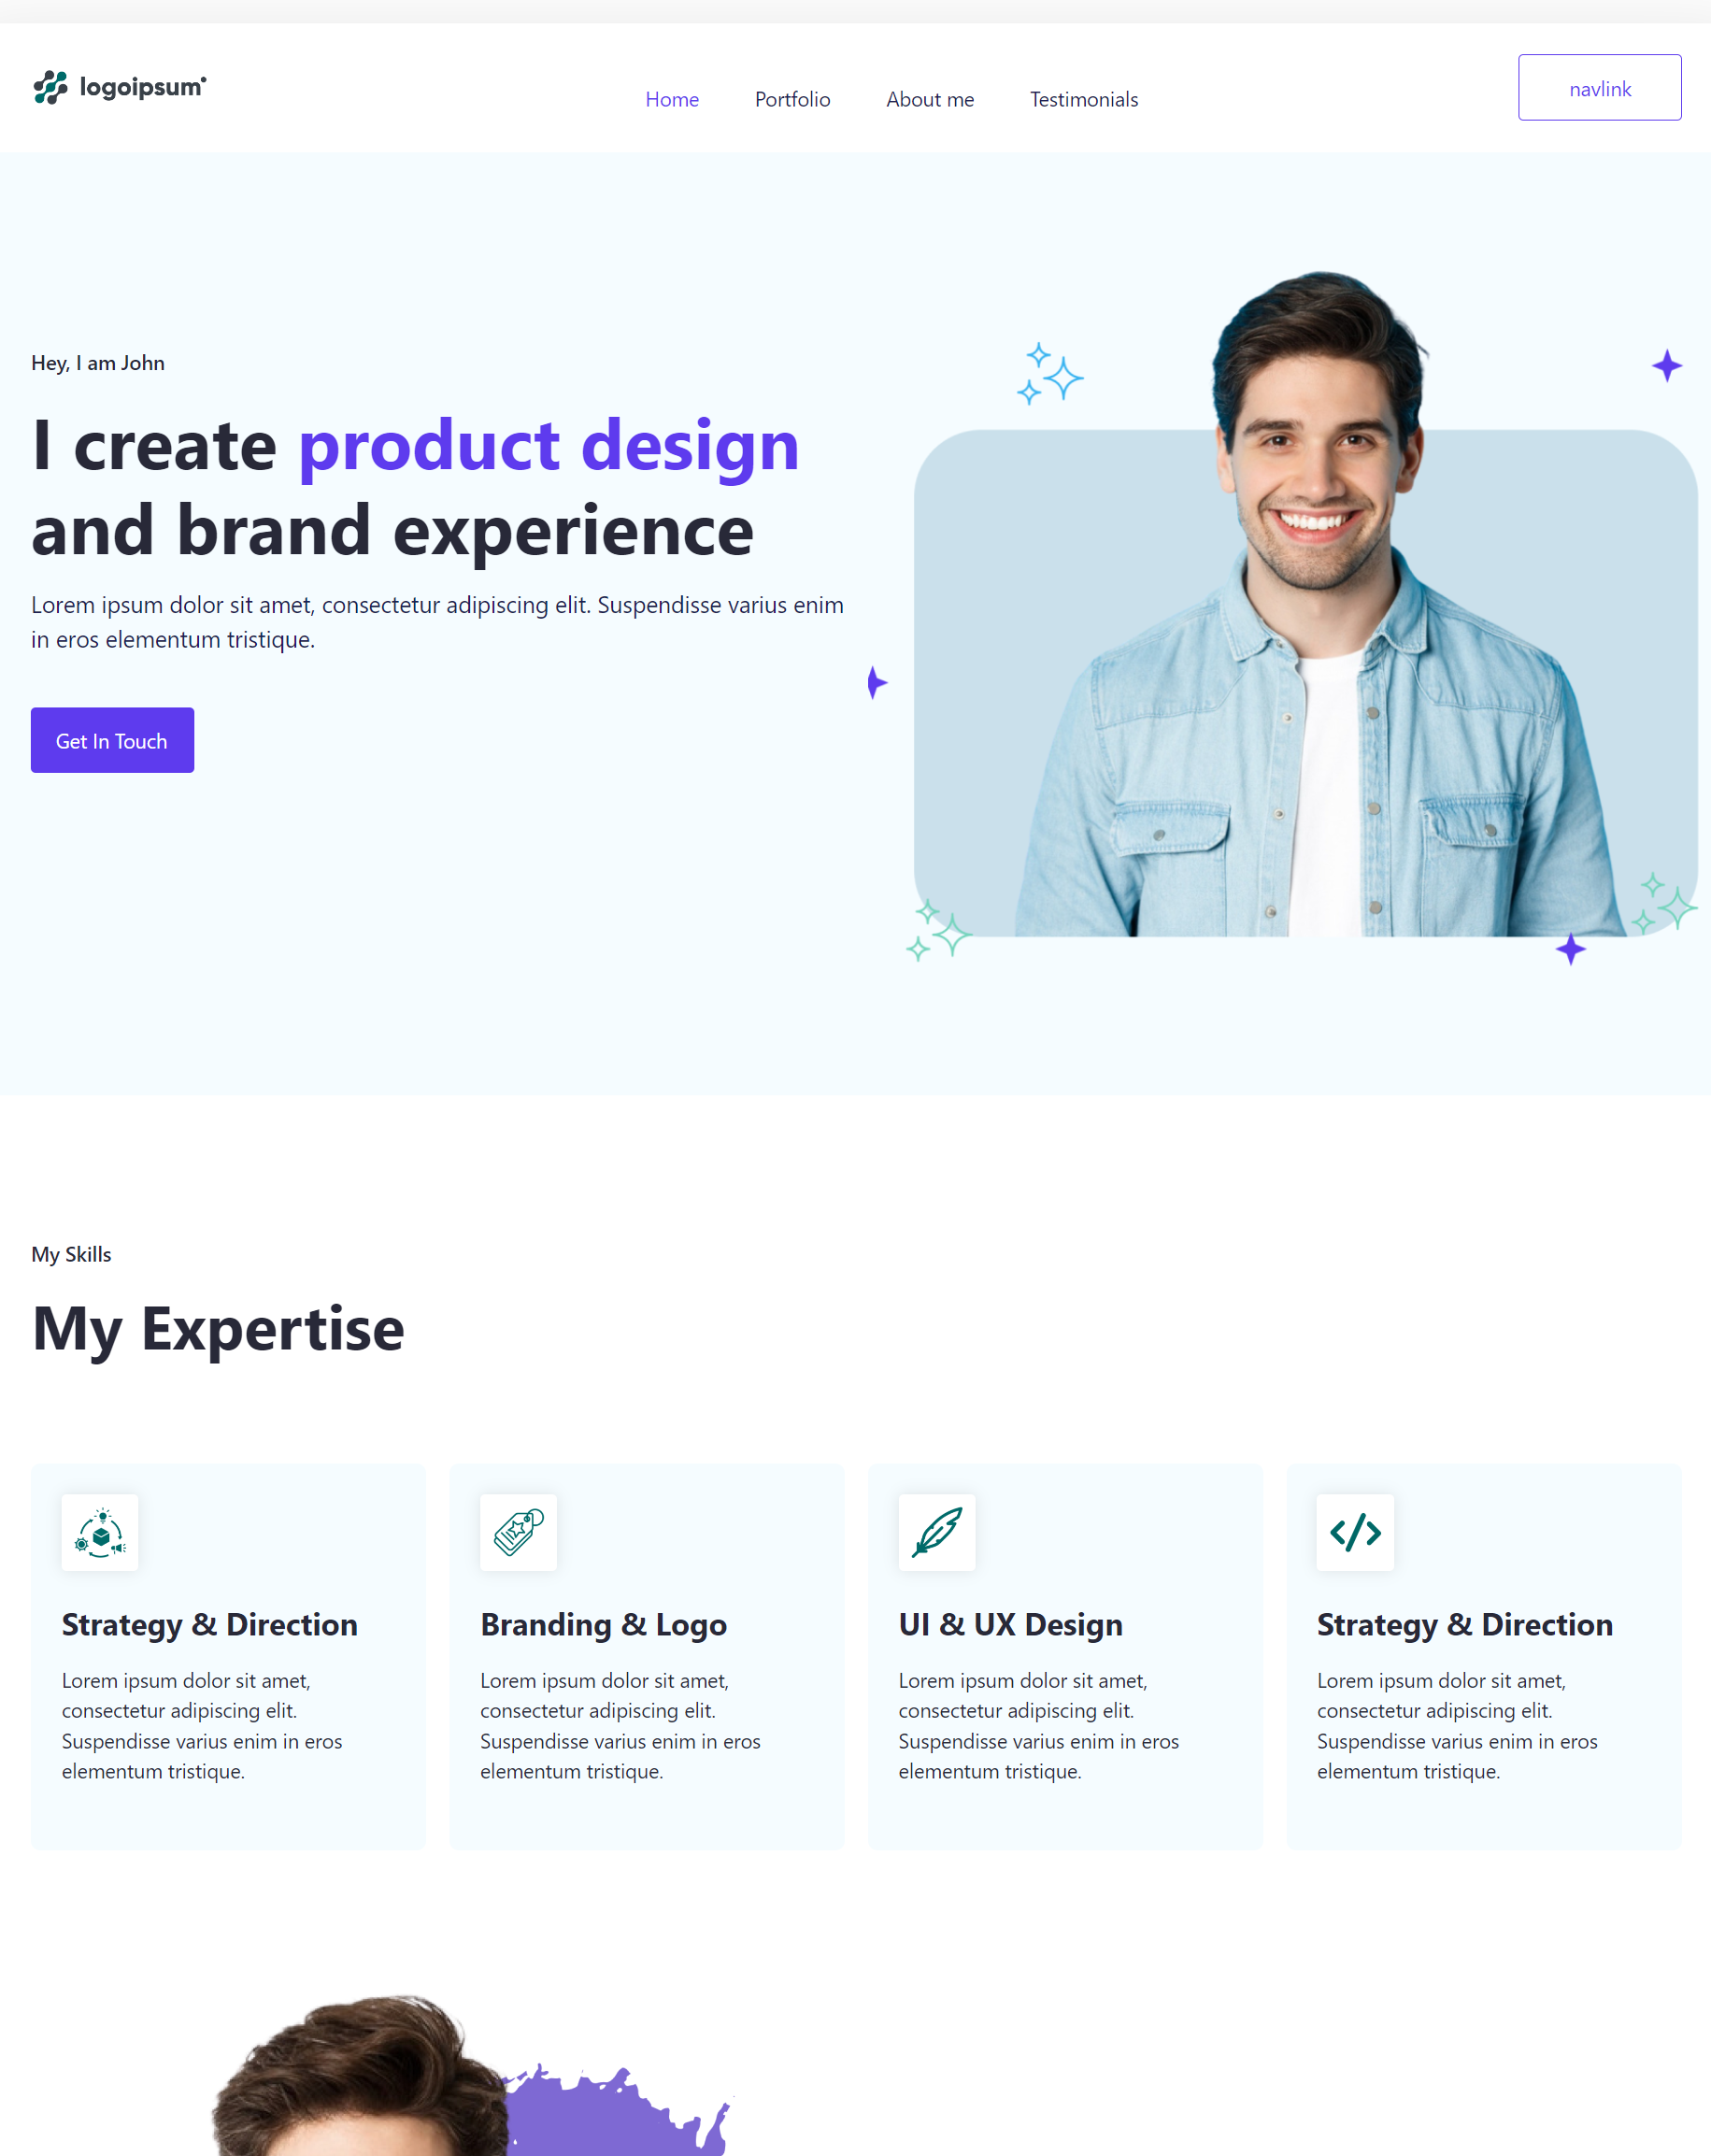 logoipsum
Home
Portfolio
About me
Testimonials
navlink
Hey, I am John
I create product design
and brand experience
Lorem ipsum dolor sit amet, consectetur adipiscing elit. Suspendisse varius enim
in eros elementum tristique.
Get In Touch
My Skills
My Expertise
Strategy & Direction
Lorem ipsum dolor sit amet,
consectetur adipiscing elit.
Suspendisse varius enim in eros
elementum tristique.
Branding & Logo
Lorem ipsum dolor sit amet,
consectetur adipiscing elit.
Suspendisse varius enim in eros
elementum tristique.
UI & UX Design
Lorem ipsum dolor sit amet,
consectetur adipiscing elit.
Suspendisse varius enim in eros
elementum tristique.
Strategy & Direction
Lorem ipsum dolor sit amet,
consectetur adipiscing elit.
Suspendisse varius enim in eros
elementum tristique.